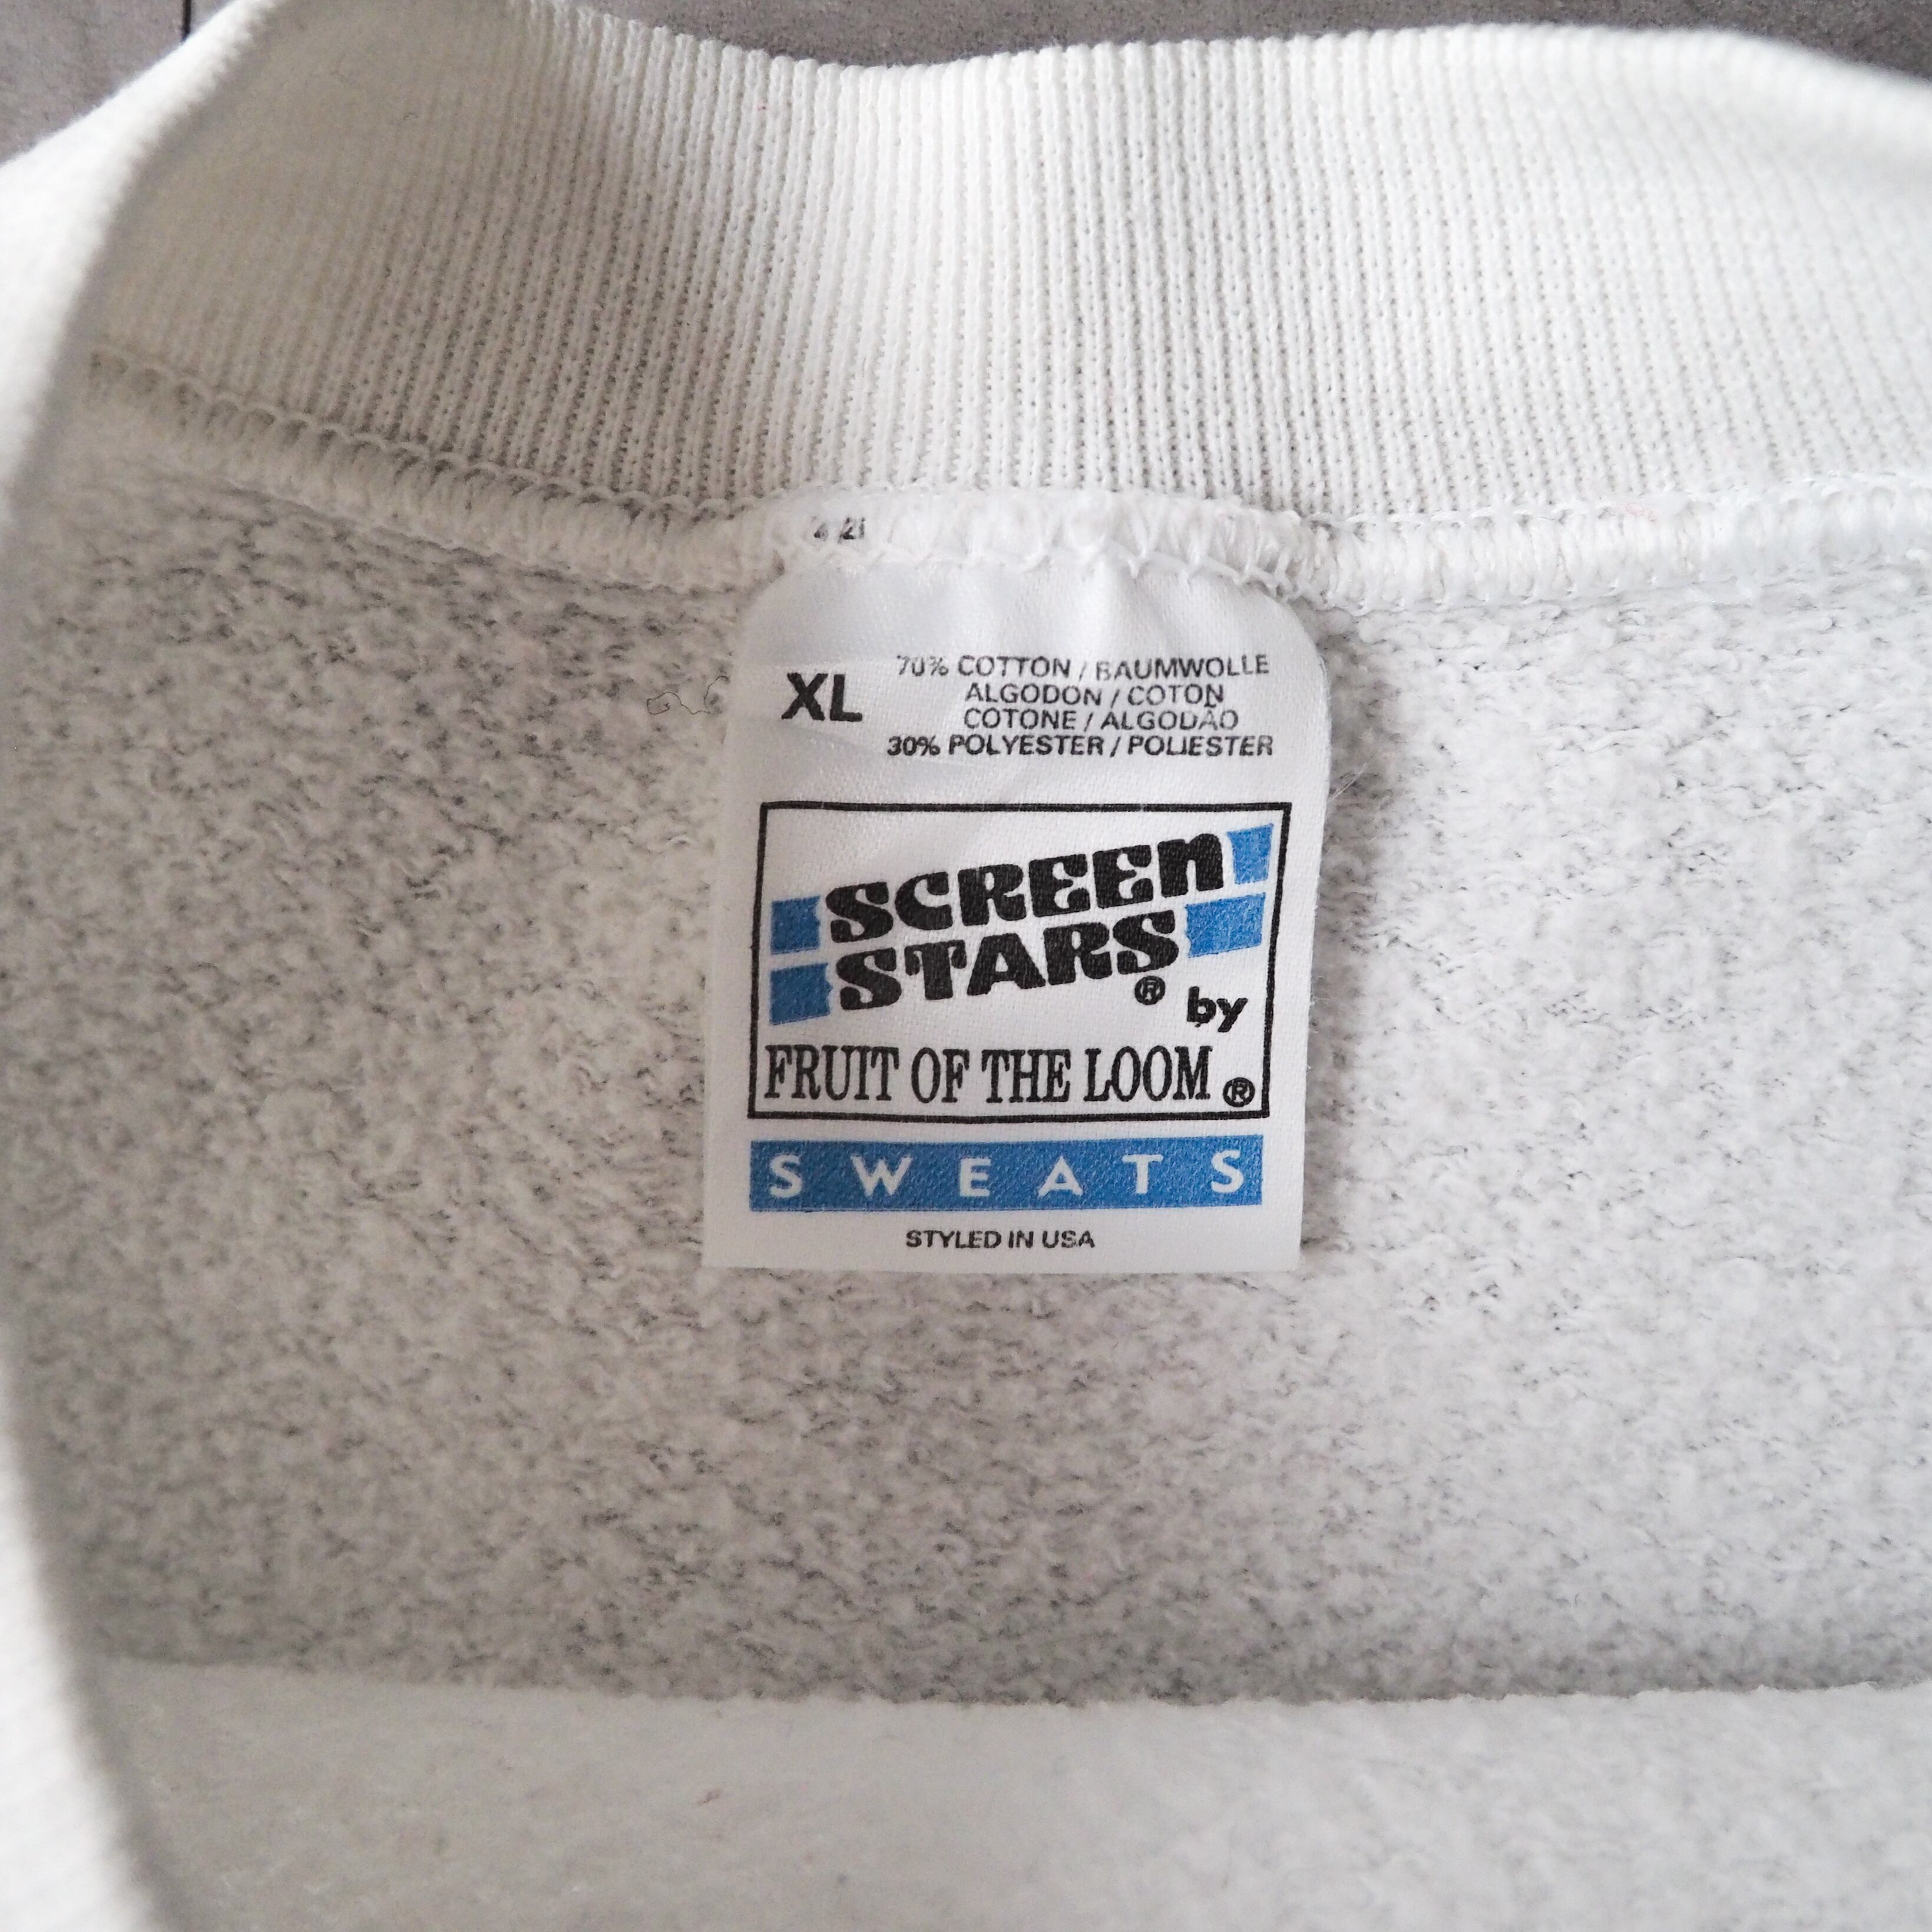 XL
70% COTTON / BAUMWOLLE
ALGODON / COTON
COTONE / ALGODÃO
30% POLYESTER / POLIESTER
SCREEN
STARS® by
FRUIT OF THE LOOM®
SWEATS
STYLED IN USA